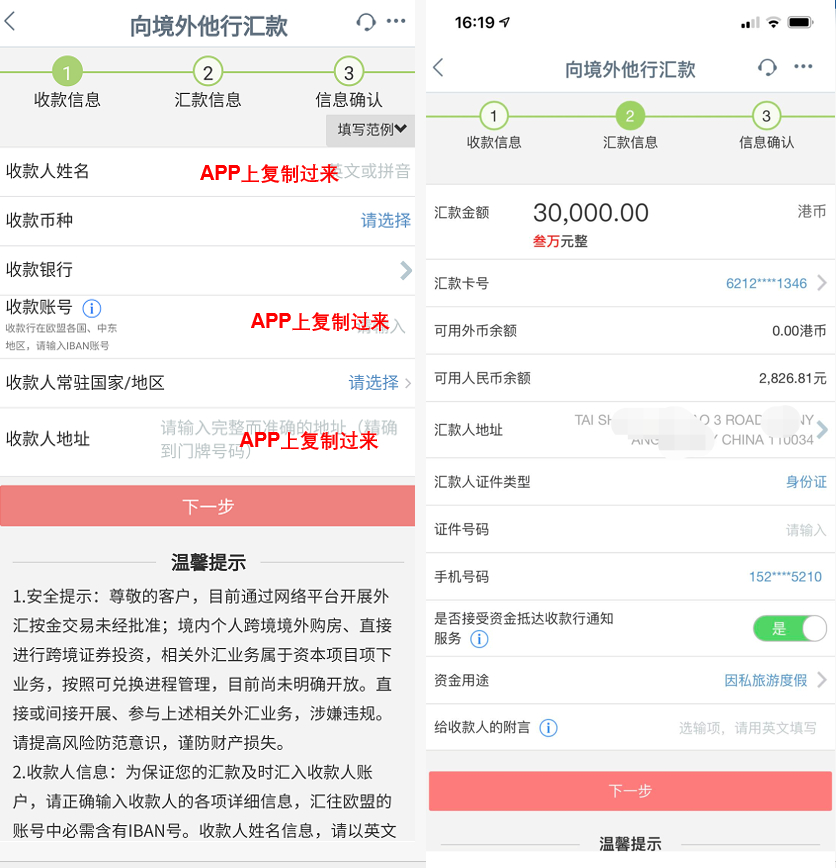 向境外他行汇款
1
2
3
收款信息
汇款信息
信息确认
填写范例
收款人姓名
APP上复制过来
英文或拼音
收款币种
请选择
收款银行
收款账号
收款行在欧盟各国、中东
地区，请输入IBAN账号
APP上复制过来
收款人常驻国家/地区
请选择
收款人地址
请输入完整而准确的地址（精确
到门牌号码）
APP上复制过来
下一步
温馨提示
1.安全提示：尊敬的客户，目前通过网络平台开展外
汇按金交易未经批准；境内个人跨境境外购房、直接
进行跨境证券投资，相关外汇业务属于资本项目项下
业务，按照可兑换进程管理，目前尚未明确开放。直
接或间接开展、参与上述相关外汇业务，涉嫌违规。
请提高风险防范意识，谨防财产损失。
2.收款人信息：为保证您的汇款及时汇入收款人账
户，请正确输入收款人的各项详细信息，汇往欧盟的
账号中必需含有IBAN号。收款人姓名信息，请以英文
16:19
向境外他行汇款
1
2
3
收款信息
汇款信息
信息确认
汇款金额
30,000.00
港币
叁万元整
汇款卡号
6212****1346
可用外币余额
0.00港币
可用人民币余额
2,826.81元
汇款人地址
TAI SH
O 3 ROAD
NY
ANG
Y CHINA 110034
汇款人证件类型
身份证
证件号码
请输入
手机号码
152****5210
是否接受资金抵达收款行通知
服务
是
资金用途
因私旅游度假
给收款人的附言
选输项，请用英文填写
下一步
温馨提示